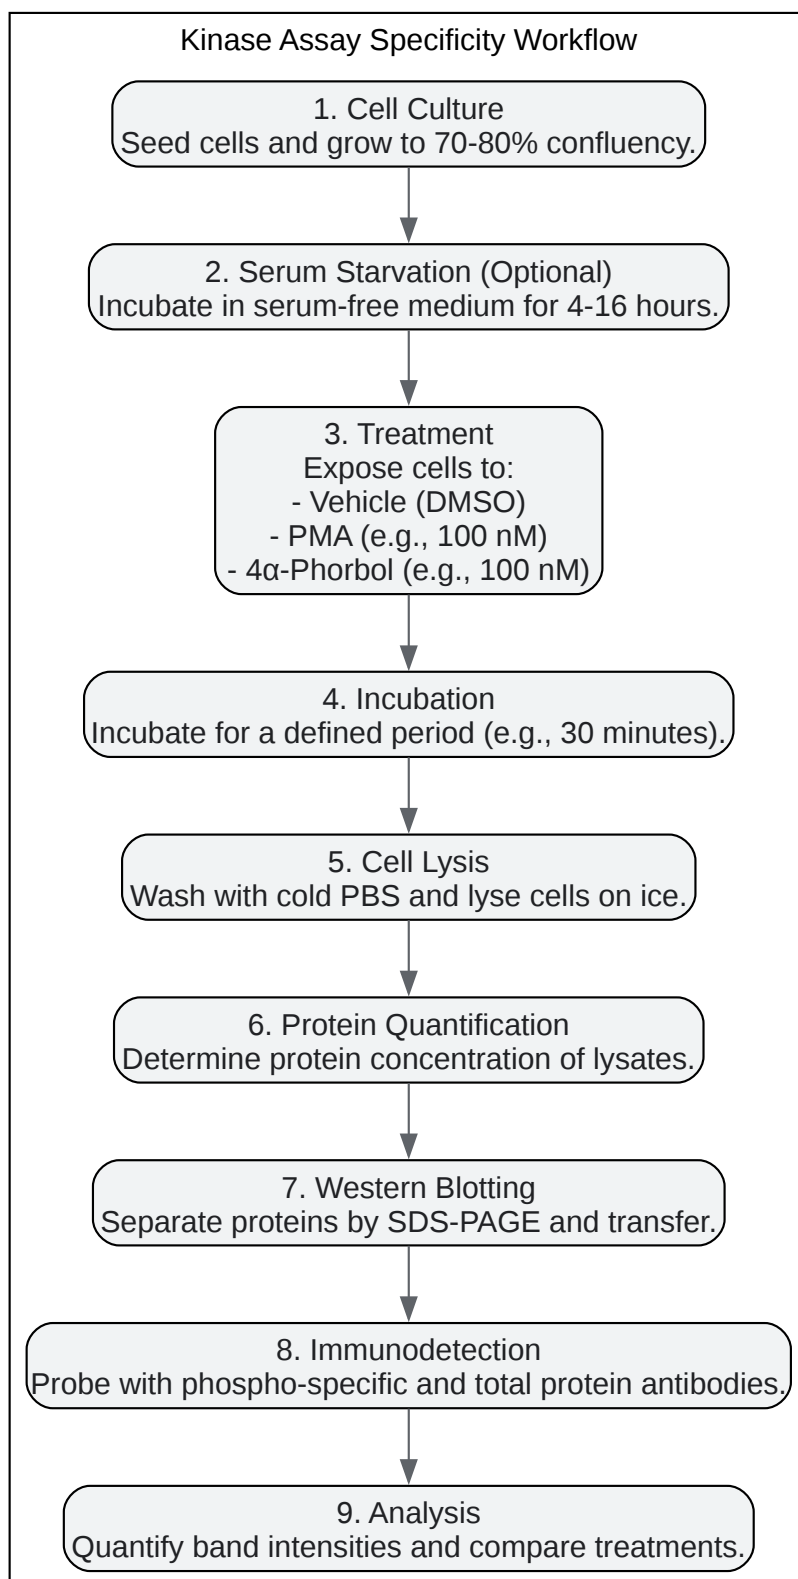 Kinase Assay Specificity Workflow
1. Cell Culture
Seed cells and grow to 70-80% confluency.
2. Serum Starvation (Optional)
Incubate in serum-free medium for 4-16 hours.
3. Treatment
Expose cells to:
- Vehicle (DMSO)
- PMA (e.g., 100 nM)
- 4α-Phorbol (e.g., 100 nM)
4. Incubation
Incubate for a defined period (e.g., 30 minutes).
5. Cell Lysis
Wash with cold PBS and lyse cells on ice.
6. Protein Quantification
Determine protein concentration of lysates.
7. Western Blotting
Separate proteins by SDS-PAGE and transfer.
8. Immunodetection
Probe with phospho-specific and total protein antibodies.
9. Analysis
Quantify band intensities and compare treatments.